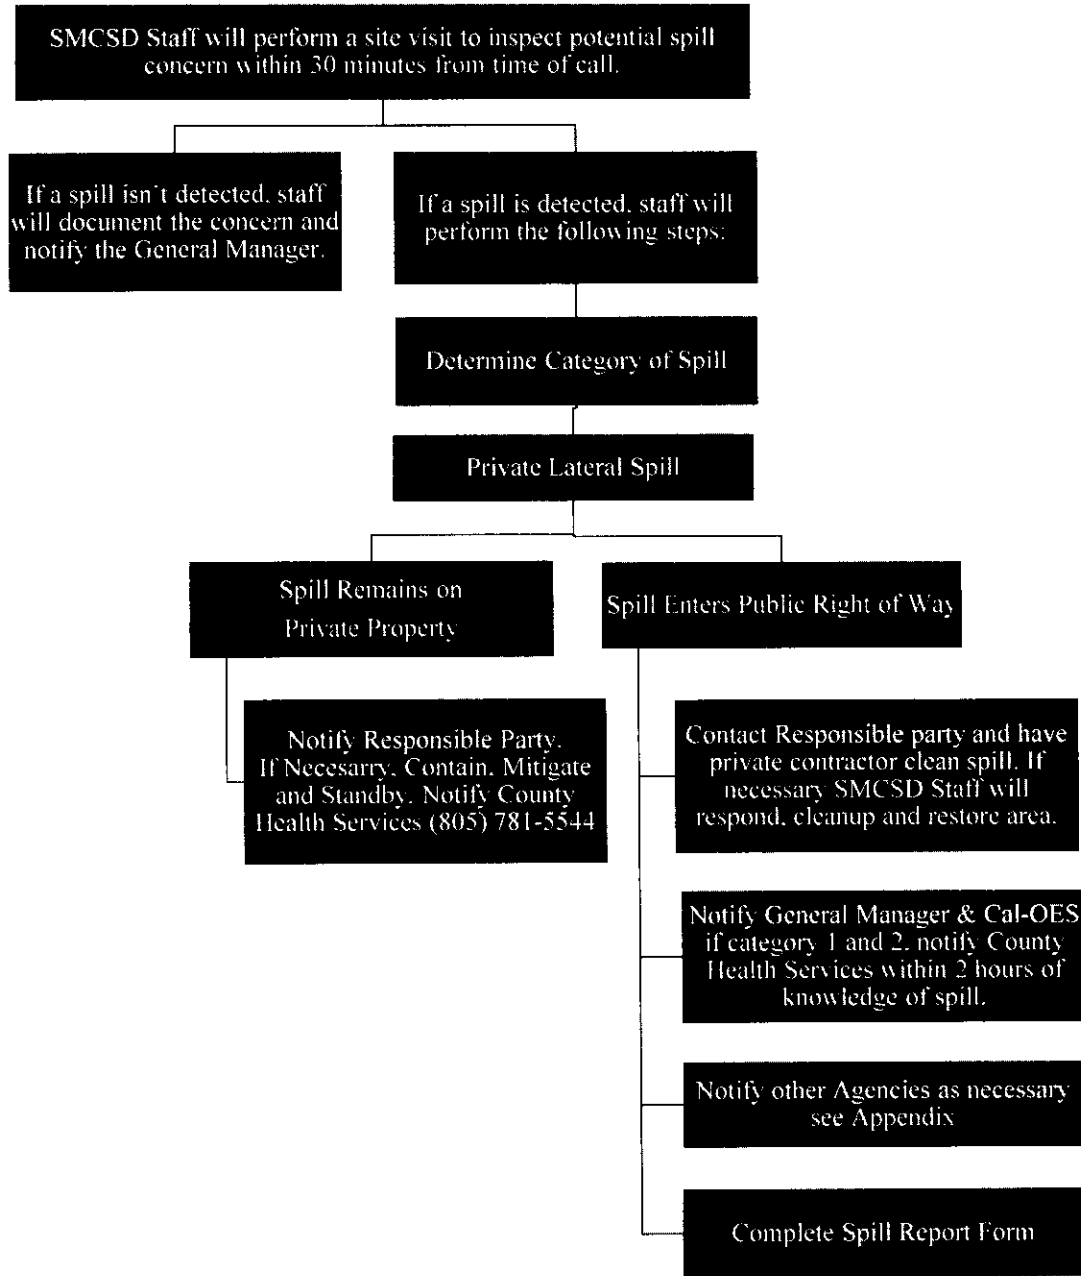 SMCSD Staff will perform a site visit to inspect potential spill
concern within 30 minutes from time of call.
If a spill isn't detected, staff
will document the concern and
notify the General Manager.
If a spill is detected, staff will
perform the following steps:
Determine Category of Spill
Private Lateral Spill
Spill Remains on
Private Property
Spill Enters Public Right of Way
Notify Responsible Party.
If Necesarry, Contain, Mitigate
and Standby. Notify County
Health Services (805) 781-5544
Contact Responsible party and have
private contractor clean spill. If
necessary SMCSD Staff will
respond, cleanup and restore area.
Notify General Manager & Cal-OES
if category 1 and 2, notify County
Health Services within 2 hours of
knowledge of spill.
Notify other Agencies as necessary
see Appendix
Complete Spill Report Form